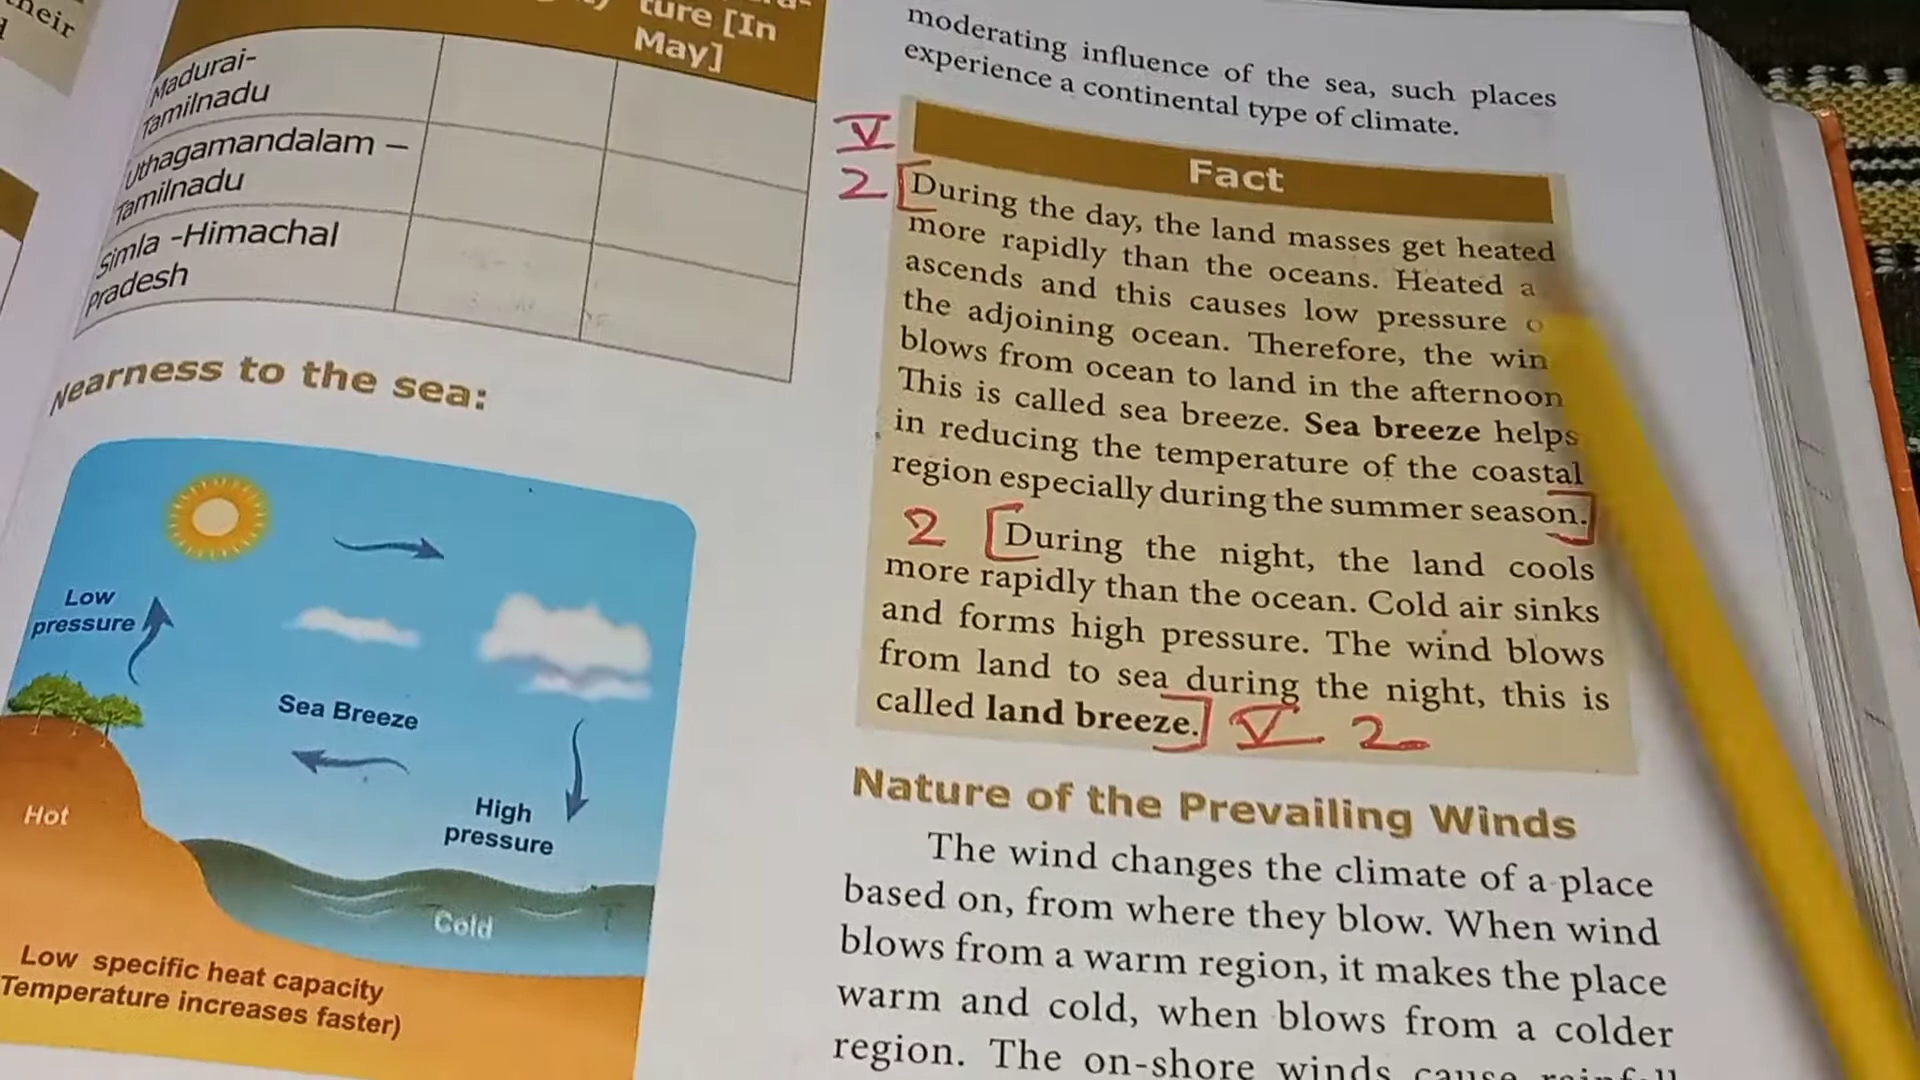 their
ture [In
May]
Madurai-
Tamilnadu
Uthagamandalam –
Tamilnadu
Simla -Himachal
Pradesh
Nearness to the sea:
Low
pressure
Sea Breeze
High
pressure
Hot
Cold
Low specific heat capacity
Temperature increases faster)
moderating influence of the sea, such places
experience a continental type of climate.
V
Fact
2 [During the day, the land masses get heated
more rapidly than the oceans. Heated
ascends and this causes low pressure
the adjoining ocean. Therefore, the
blows from ocean to land in the afternoon
This is called sea breeze. Sea breeze helps
in reducing the temperature of the coastal
region especially during the summer season.]
2 [During the night, the land cools
more rapidly than the ocean. Cold air sinks
and forms high pressure. The wind blows
from land to sea during the night, this is
called land breeze.] V 2
Nature of the Prevailing Winds
The wind changes the climate of a place
based on, from where they blow. When wind
blows from a warm region, it makes the place
warm and cold, when blows from a colder
region. The on-shore winds cause rainfall